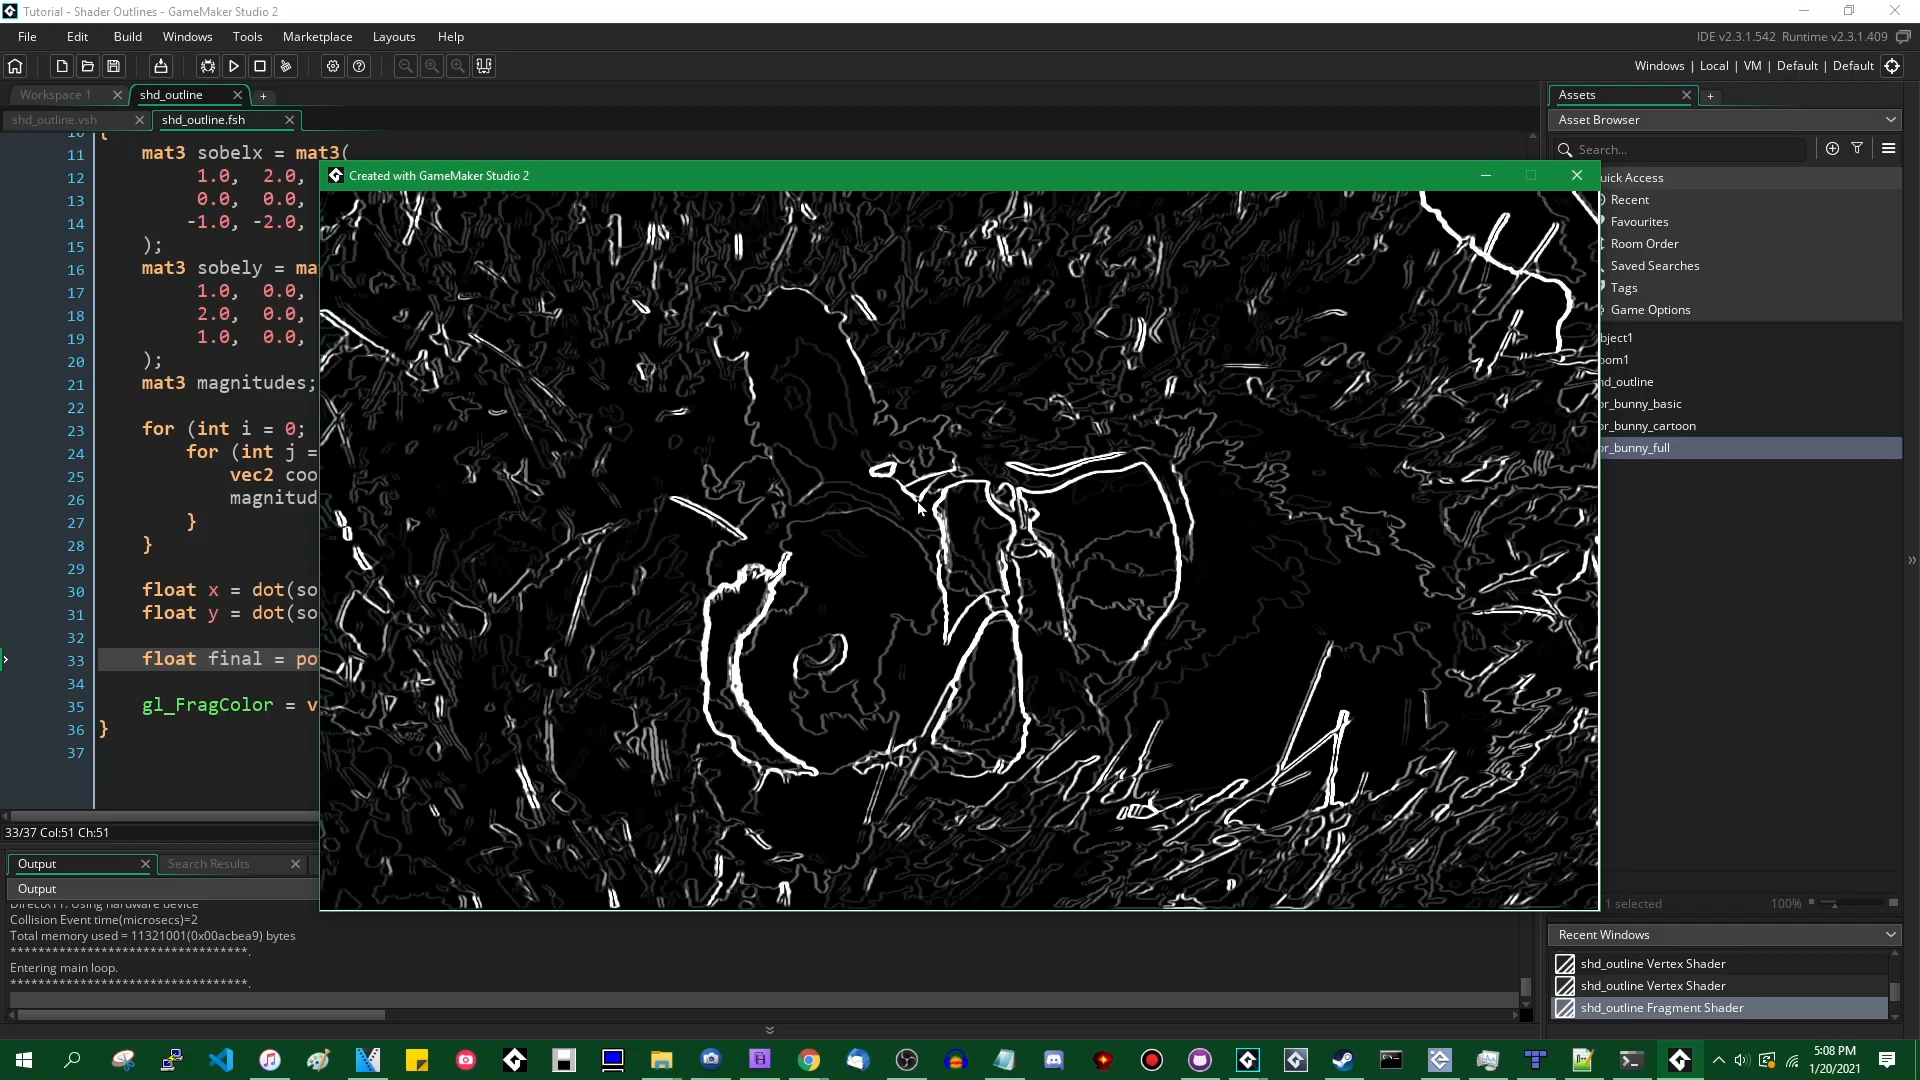 Tutorial - Shader Outlines - GameMaker Studio 2
File Edit Build Windows Tools Marketplace Layouts Help
IDE v2.3.1.542 Runtime v2.3.1.409
Windows | Local | VM | Default | Default
Workspace 1
shd_outline
shd_outline.vsh
shd_outline.fsh
10 {
11 mat3 sobelx = mat3(
12 1.0, 2.0,
13 0.0, 0.0,
14 -1.0, -2.0,
15 );
16 mat3 sobely = ma
17 1.0, 0.0,
18 2.0, 0.0,
19 1.0, 0.0,
20 );
21 mat3 magnitudes;
22
23 for (int i = 0;
24 for (int j =
25 vec2 coo
26 magnitud
27 }
28 }
29
30 float x = dot(so
31 float y = dot(so
32
33 float final = po
34
35 gl_FragColor = v
36 }
37
33/37 Col:51 Ch:51
Created with GameMaker Studio 2
Output
Search Results
Output
DirectX11: Using hardware device
Collision Event time(microsecs)=2
Total memory used = 11321001(0x00acbea9) bytes
**********************************.
Entering main loop.
**********************************.
Assets
Asset Browser
Search...
uick Access
Recent
Favourites
Room Order
Saved Searches
Tags
Game Options
bject1
oom1
hd_outline
pr_bunny_basic
pr_bunny_cartoon
pr_bunny_full
1 selected
100%
Recent Windows
shd_outline Vertex Shader
shd_outline Vertex Shader
shd_outline Fragment Shader
5:08 PM
1/20/2021